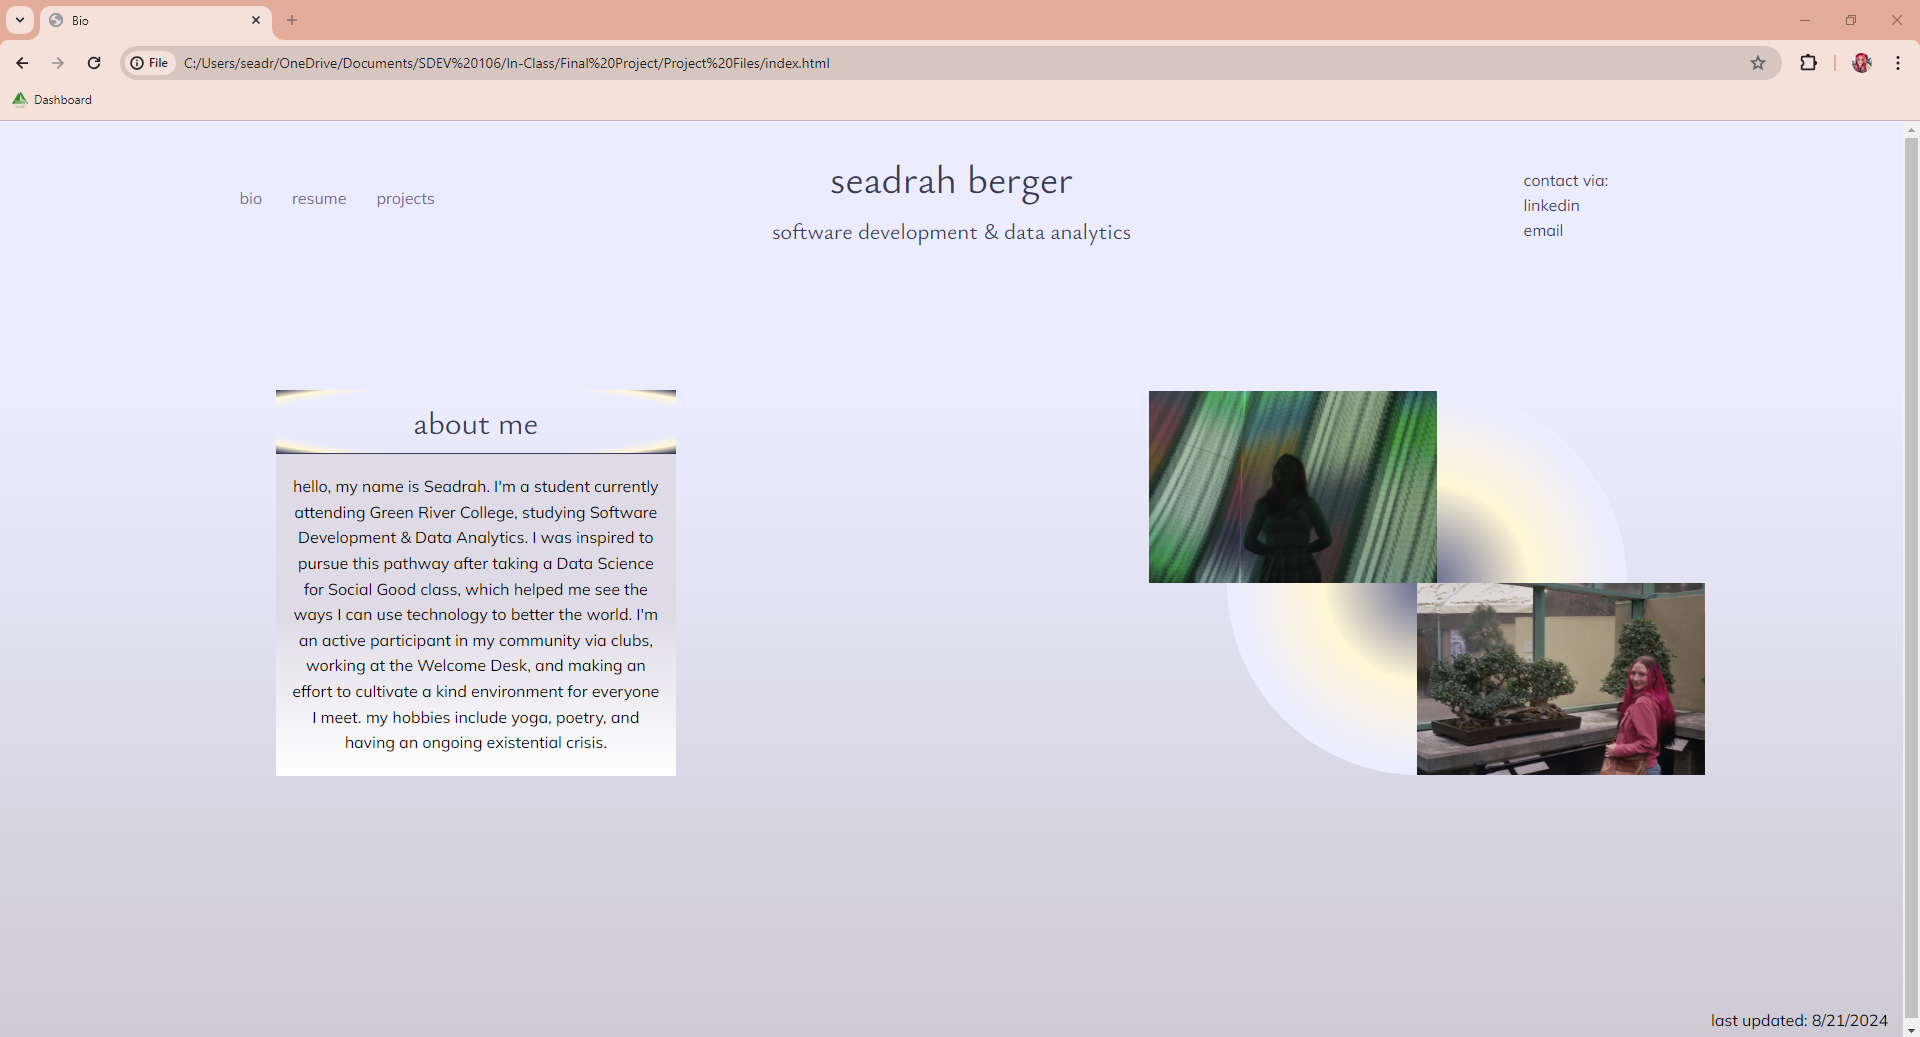 Bio
File
C:/Users/seadr/OneDrive/Documents/SDEV%20106/In-Class/Final%20Project/Project%20Files/index.html
Dashboard
bio
resume
projects
seadrah berger
software development & data analytics
contact via:
linkedin
email
about me
hello, my name is Seadrah. I'm a student currently
attending Green River College, studying Software
Development & Data Analytics. I was inspired to
pursue this pathway after taking a Data Science
for Social Good class, which helped me see the
ways I can use technology to better the world. I'm
an active participant in my community via clubs,
working at the Welcome Desk, and making an
effort to cultivate a kind environment for everyone
I meet. my hobbies include yoga, poetry, and
having an ongoing existential crisis.
last updated: 8/21/2024